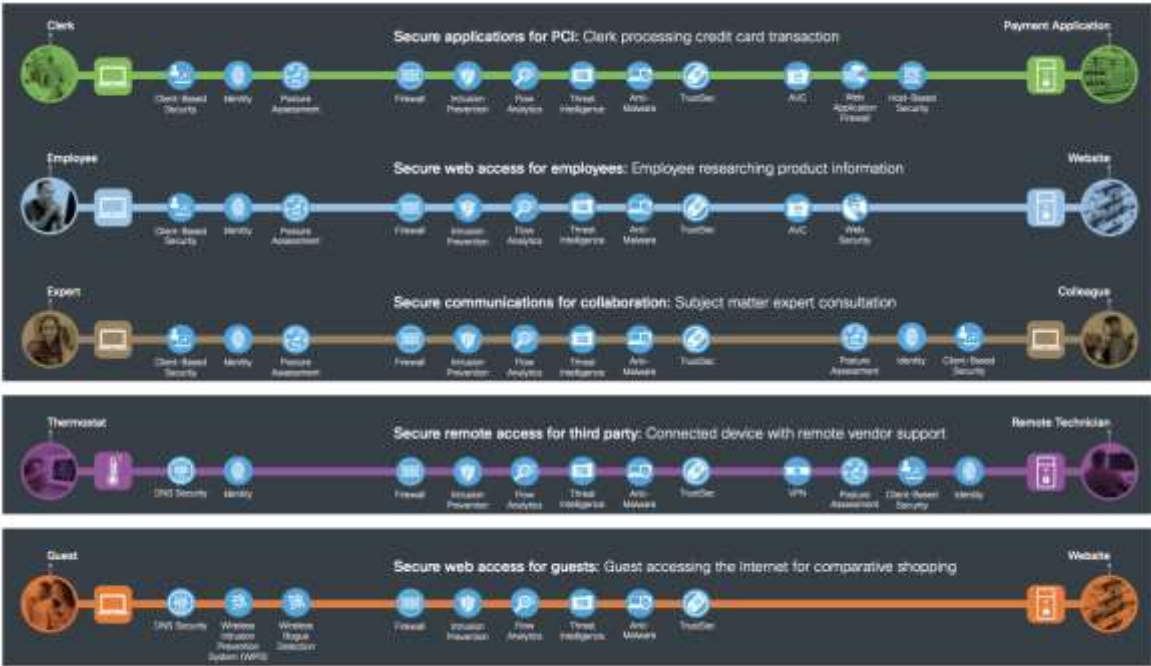 Clerk
Payment Application
Secure applications for PCI: Clerk processing credit card transaction
Client-Based
Security
Identity
Posture
Assessment
Firewall
Intrusion
Prevention
Flow
Analytics
Threat
Intelligence
Anti-
Malware
TrustSec
AVC
Web
Application
Firewall
Host-Based
Security
Employee
Website
Secure web access for employees: Employee researching product information
Client-Based
Security
Identity
Posture
Assessment
Firewall
Intrusion
Prevention
Flow
Analytics
Threat
Intelligence
Anti-
Malware
TrustSec
AVC
Web
Security
Expert
Colleague
Secure communications for collaboration: Subject matter expert consultation
Client-Based
Security
Identity
Posture
Assessment
Firewall
Intrusion
Prevention
Flow
Analytics
Threat
Intelligence
Anti-
Malware
TrustSec
Posture
Assessment
Identity
Client-Based
Security
Thermostat
Remote Technician
Secure remote access for third party: Connected device with remote vendor support
DNS Security
Identity
Firewall
Intrusion
Prevention
Flow
Analytics
Threat
Intelligence
Anti-
Malware
TrustSec
VPN
Posture
Assessment
Client-Based
Security
Identity
Guest
Website
Secure web access for guests: Guest accessing the Internet for comparative shopping
DNS Security
Wireless
Intrusion
Prevention
System (WIPS)
Wireless
Rogue
Detection
Firewall
Intrusion
Prevention
Flow
Analytics
Threat
Intelligence
Anti-
Malware
TrustSec